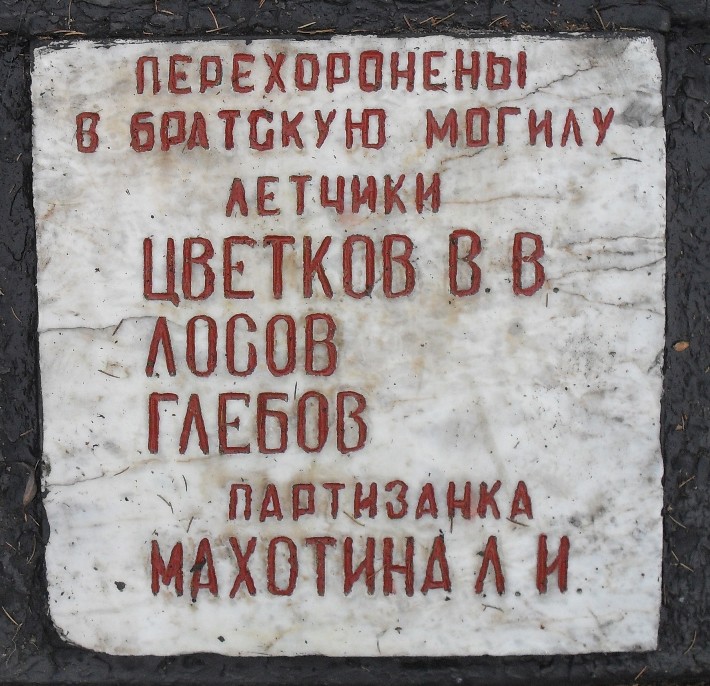 ПЕРЕХОРОНЕНЫ
В БРАТСКУЮ МОГИЛУ
ЛЕТЧИКИ
ЦВЕТКОВ В. В
ЛОСОВ
ГЛЕБОВ
ПАРТИЗАНКА
МАХОТИНА Л. И